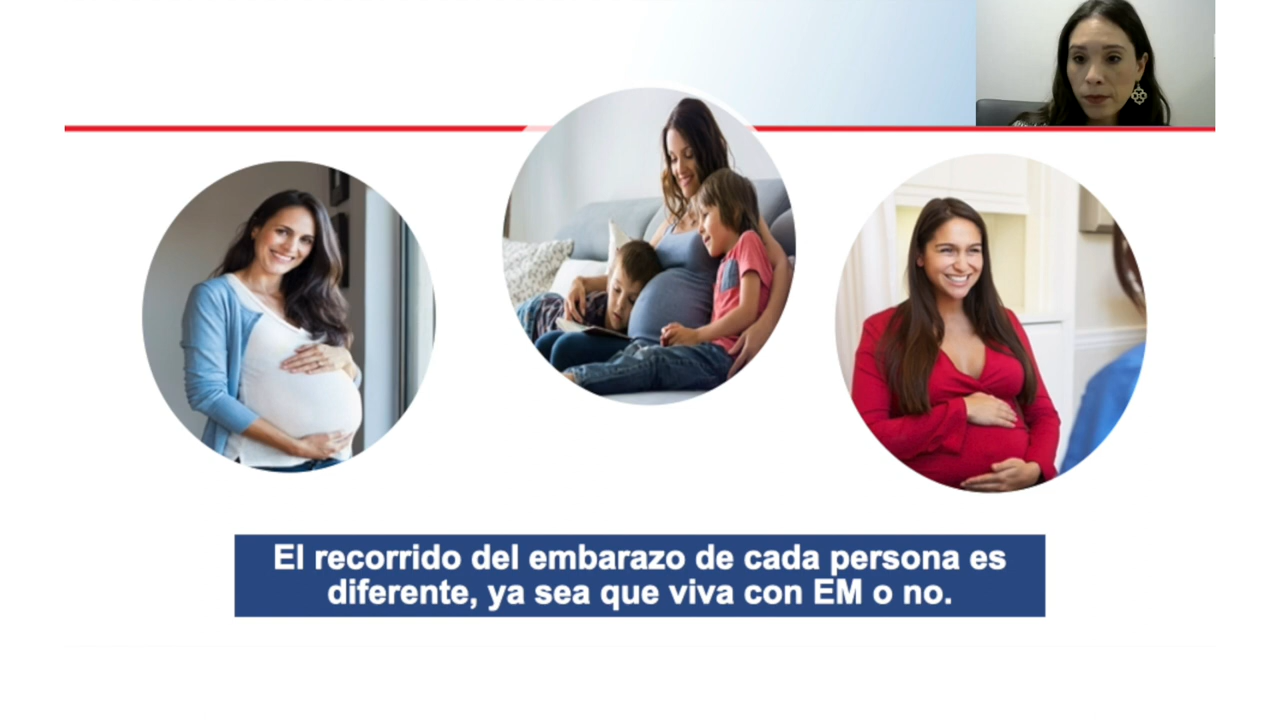 El recorrido del embarazo de cada persona es
diferente, ya sea que viva con EM o no.